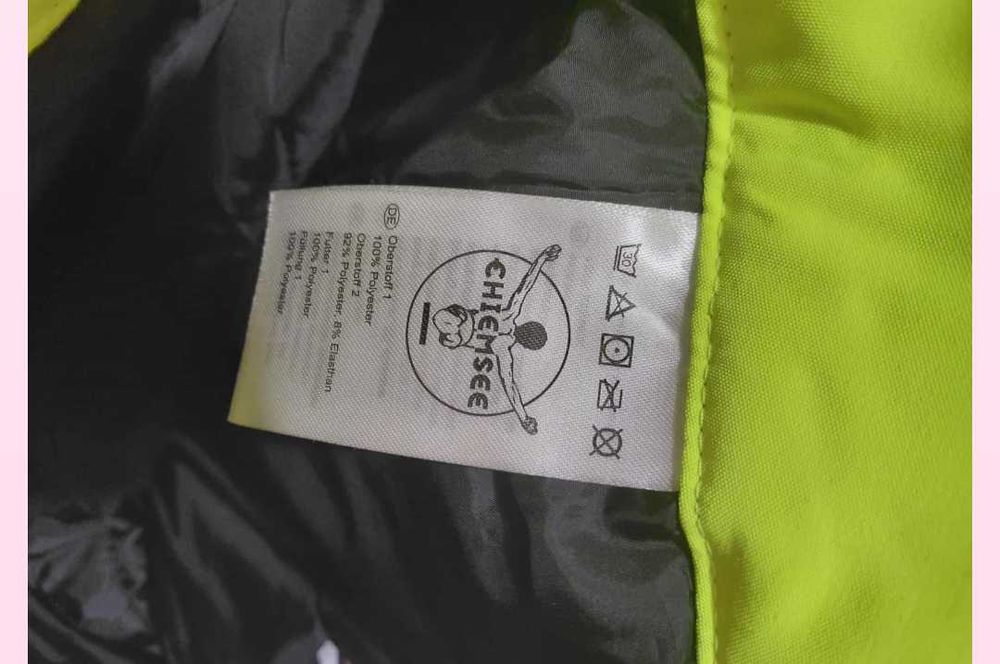 30
CHIEMSEE
DE Oberstoff 1
100% Polyester
Oberstoff 2
92% Polyester, 8% Elasthan
Futter 1
100% Polyester
Füllung 1
100% Polyester